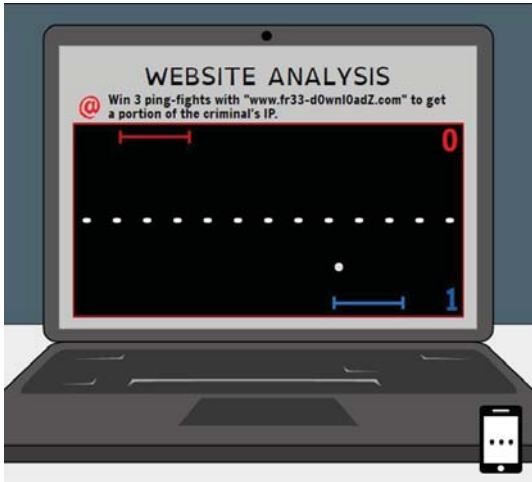 WEBSITE ANALYSIS
@ Win 3 ping-fights with "www.fr33-d0wnl0adZ.com" to get
a portion of the criminal's IP.
0
1